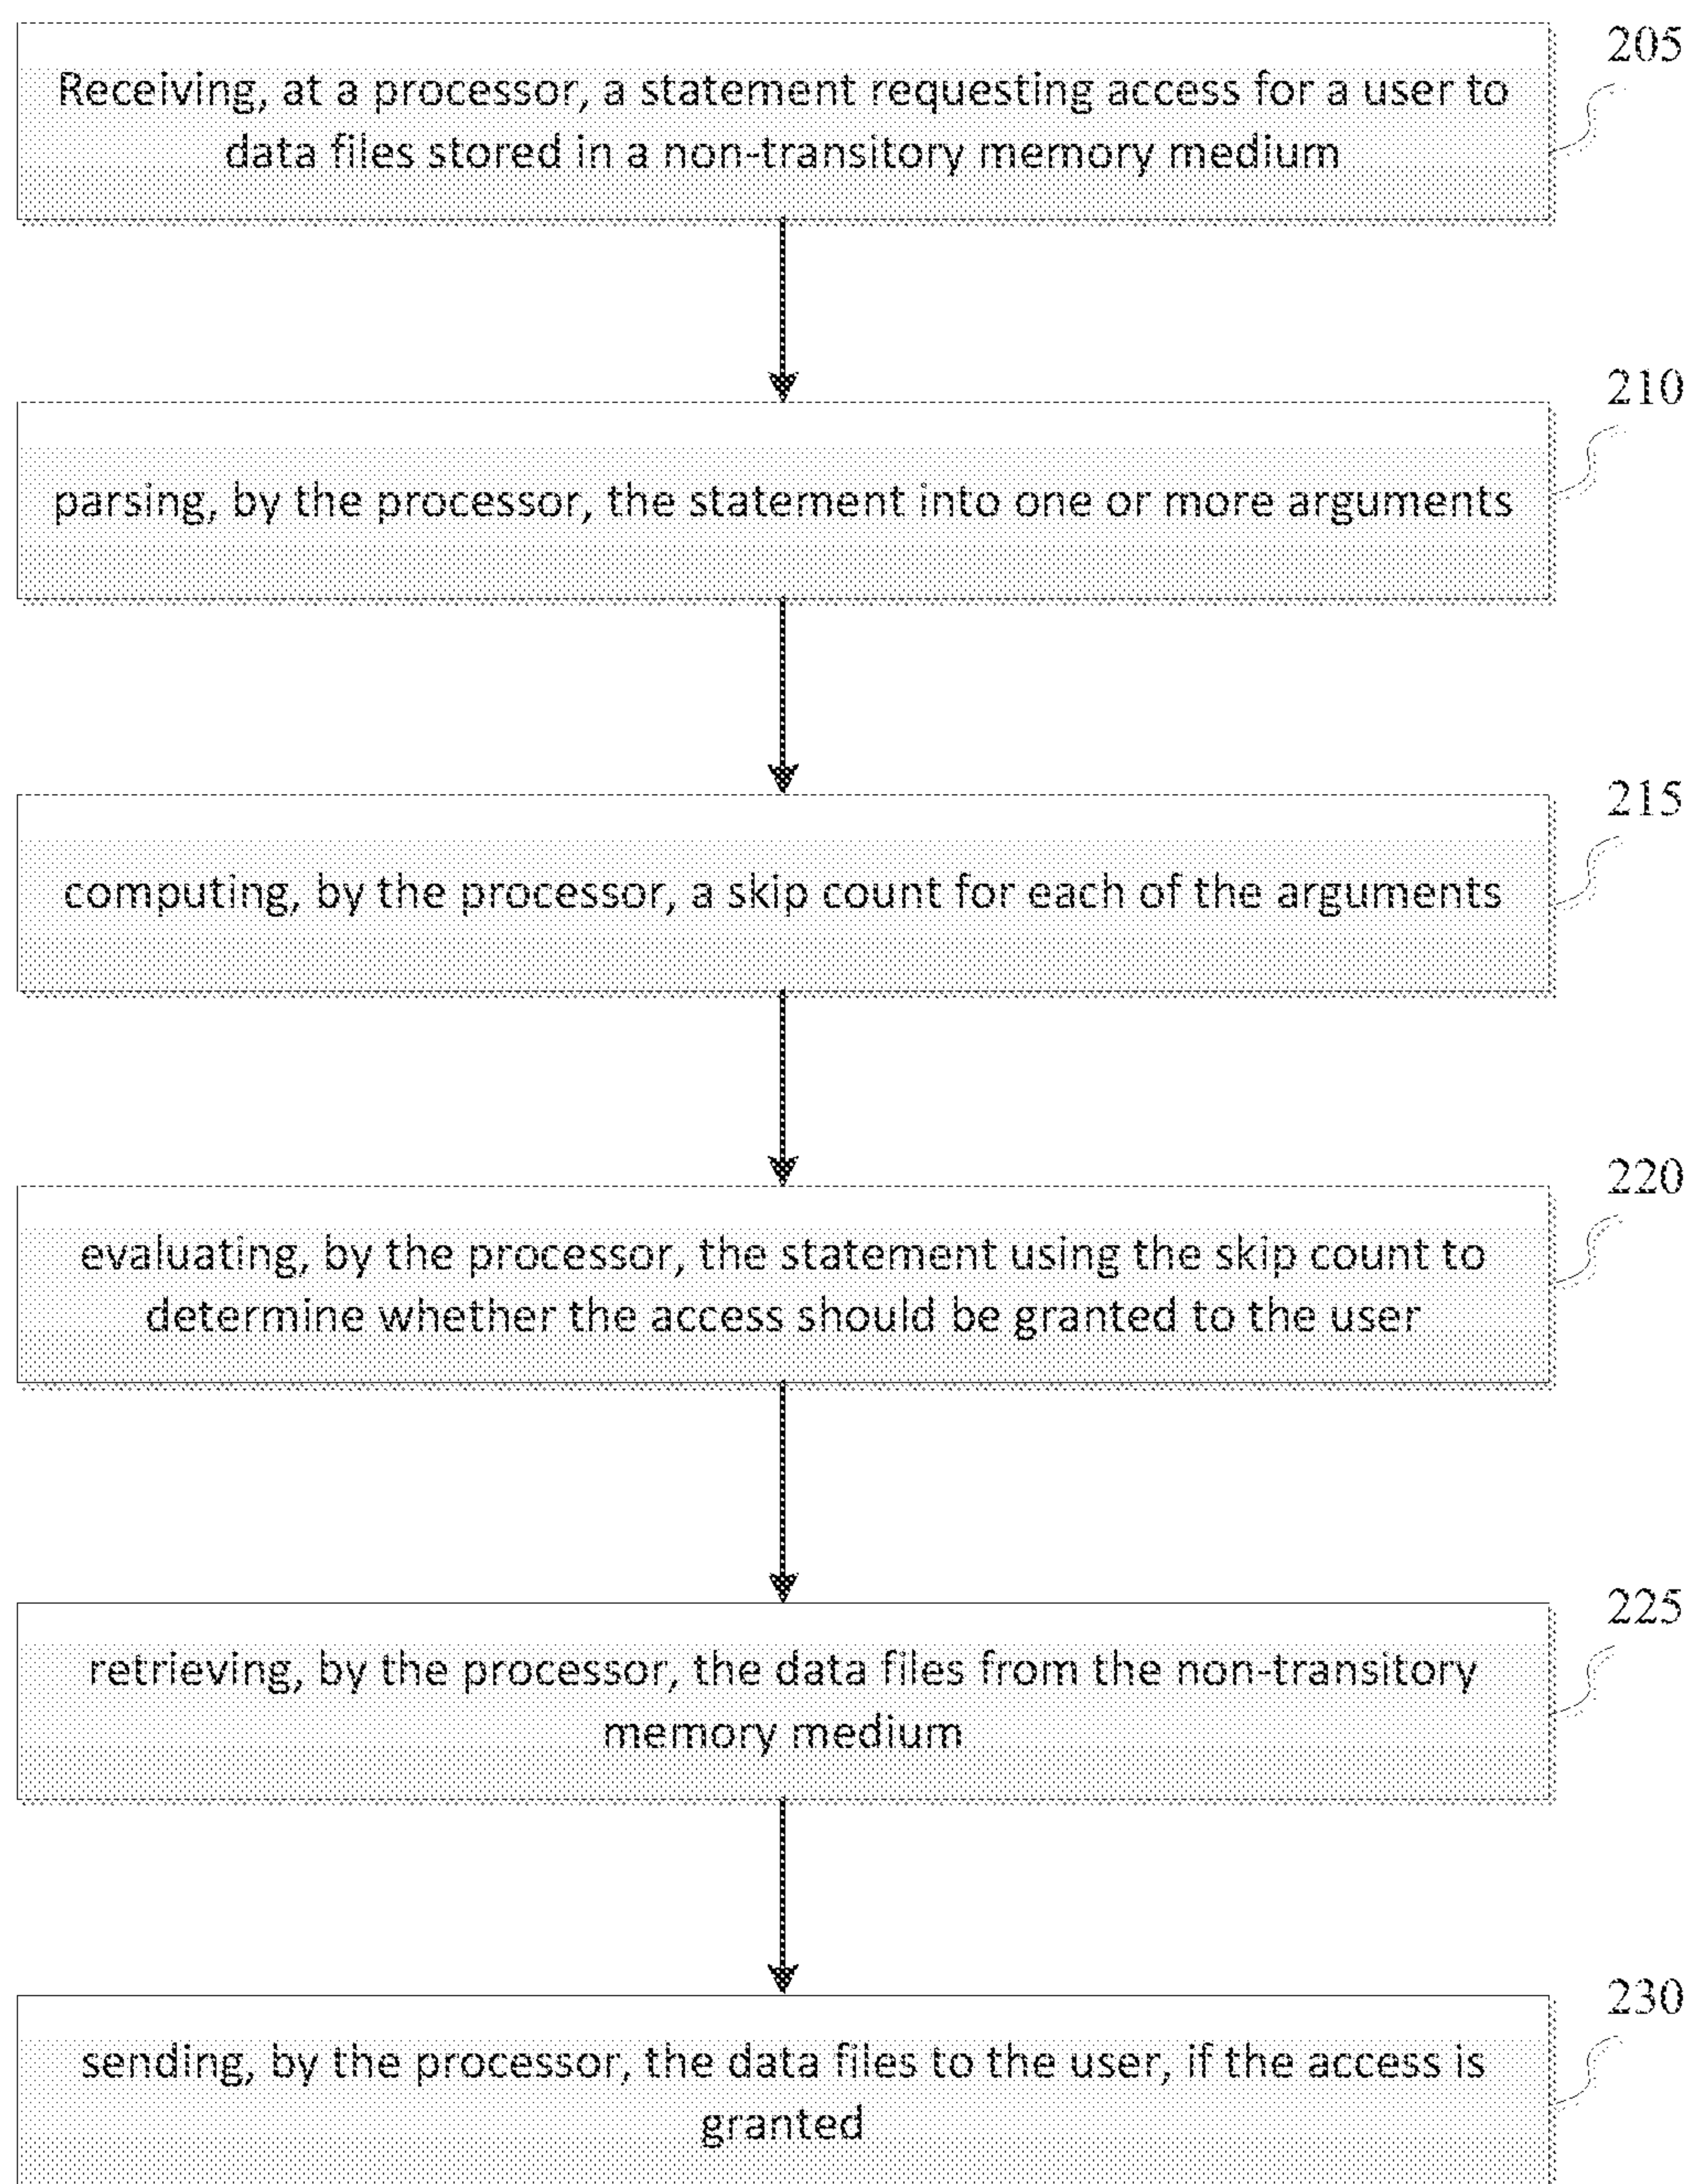 205
Receiving, at a processor, a statement requesting access for a user to
data files stored in a non-transitory memory medium
210
parsing, by the processor, the statement into one or more arguments
215
computing, by the processor, a skip count for each of the arguments
220
evaluating, by the processor, the statement using the skip count to
determine whether the access should be granted to the user
225
retrieving, by the processor, the data files from the non-transitory
memory medium
230
sending, by the processor, the data files to the user, if the access is
granted